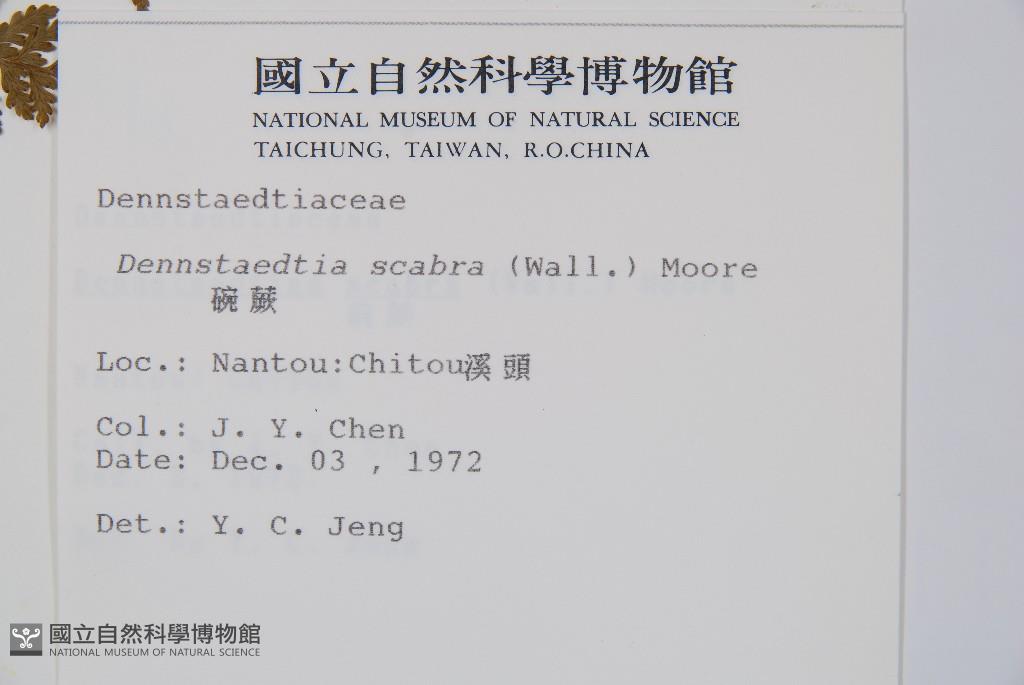 國立自然科學博物館
NATIONAL MUSEUM OF NATURAL SCIENCE
TAICHUNG, TAIWAN, R.O.CHINA
Dennstaedtiaceae
Dennstaedtia scabra (Wall.) Moore
碗蕨
Loc.: Nantou:Chitou溪頭
Col.: J. Y. Chen
Date: Dec. 03 , 1972
Det.: Y. C. Jeng
國立自然科學博物館
NATIONAL MUSEUM OF NATURAL SCIENCE